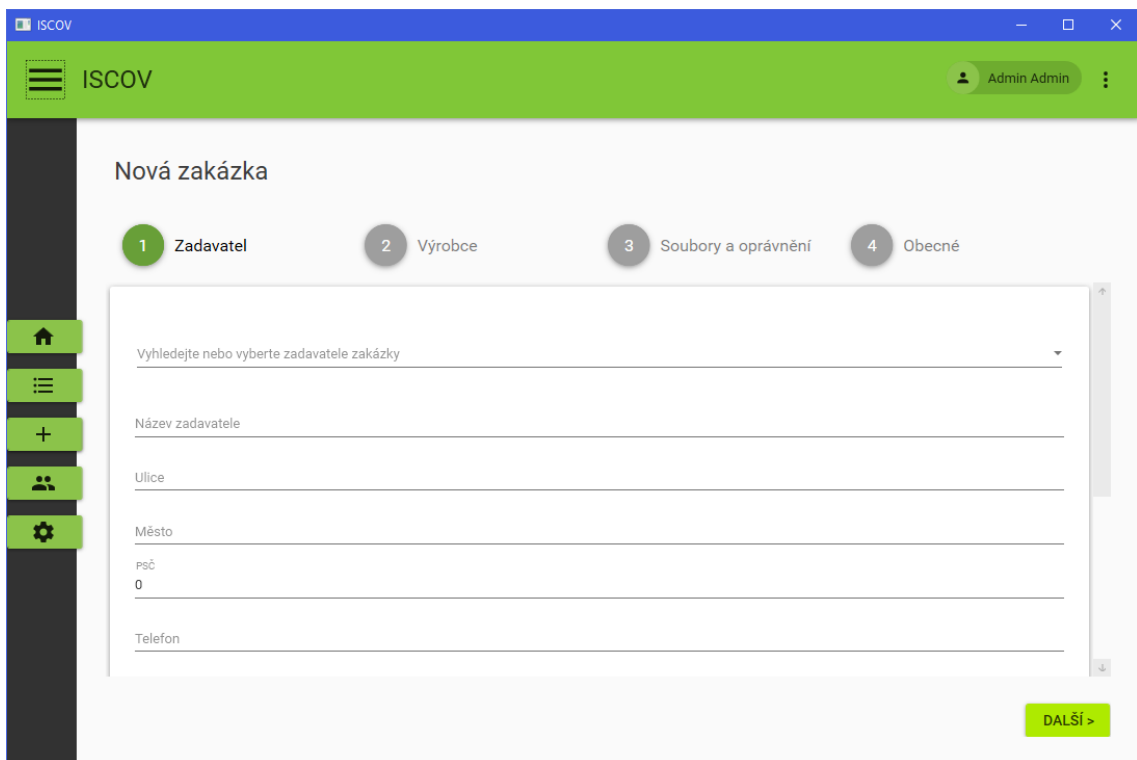 ISCOV
ISCOV
Admin Admin
Nová zakázka
1 Zadavatel 2 Výrobce 3 Soubory a oprávnění 4 Obecné
Vyhledejte nebo vyberte zadavatele zakázky
Název zadavatele
Ulice
Město
PSČ
0
Telefon
DALŠÍ >